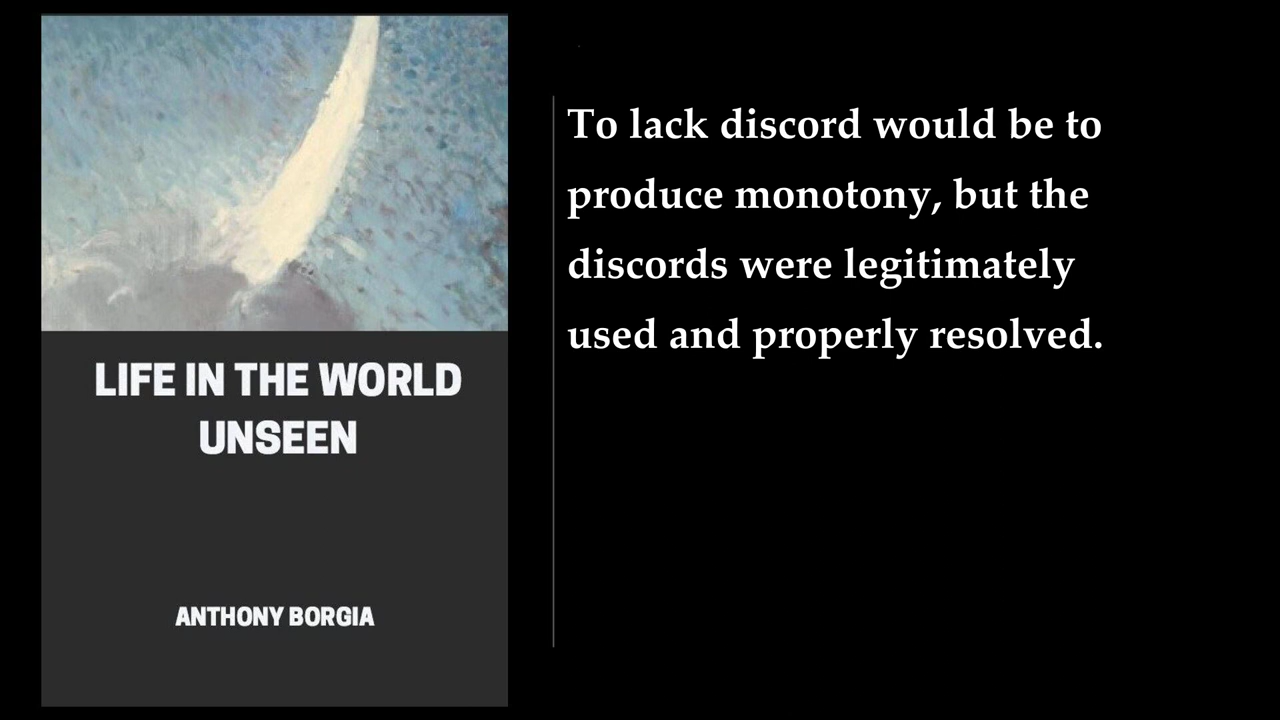 LIFE IN THE WORLD
UNSEEN
ANTHONY BORGIA
To lack discord would be to
produce monotony, but the
discords were legitimately
used and properly resolved.